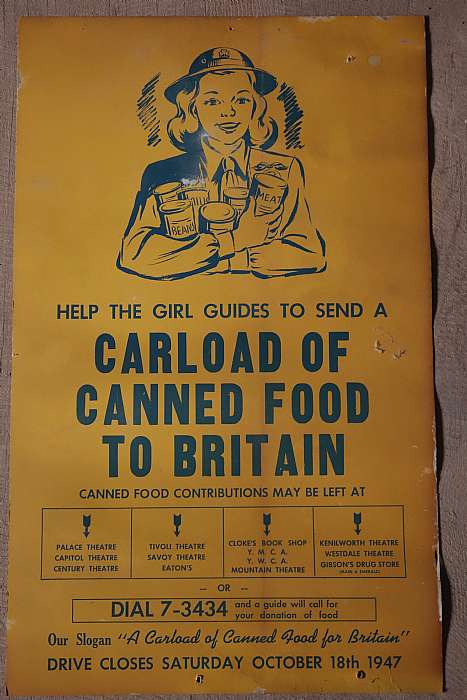 BEANS
MEAT
HELP THE GIRL GUIDES TO SEND A
CARLOAD OF
CANNED FOOD
TO BRITAIN
CANNED FOOD CONTRIBUTIONS MAY BE LEFT AT
PALACE THEATRE
CAPITOL THEATRE
CENTURY THEATRE
TIVOLI THEATRE
SAVOY THEATRE
EATON'S
CLOKE'S BOOK SHOP
Y. M. C. A.
Y. W. C. A.
MOUNTAIN THEATRE
KENILWORTH THEATRE
WESTDALE THEATRE
GIBSON'S DRUG STORE
(MAIN & EMERALD)
-- OR --
DIAL 7-3434 and a guide will call for
your donation of food
Our Slogan "A Carload of Canned Food for Britain"
DRIVE CLOSES SATURDAY OCTOBER 18th 1947